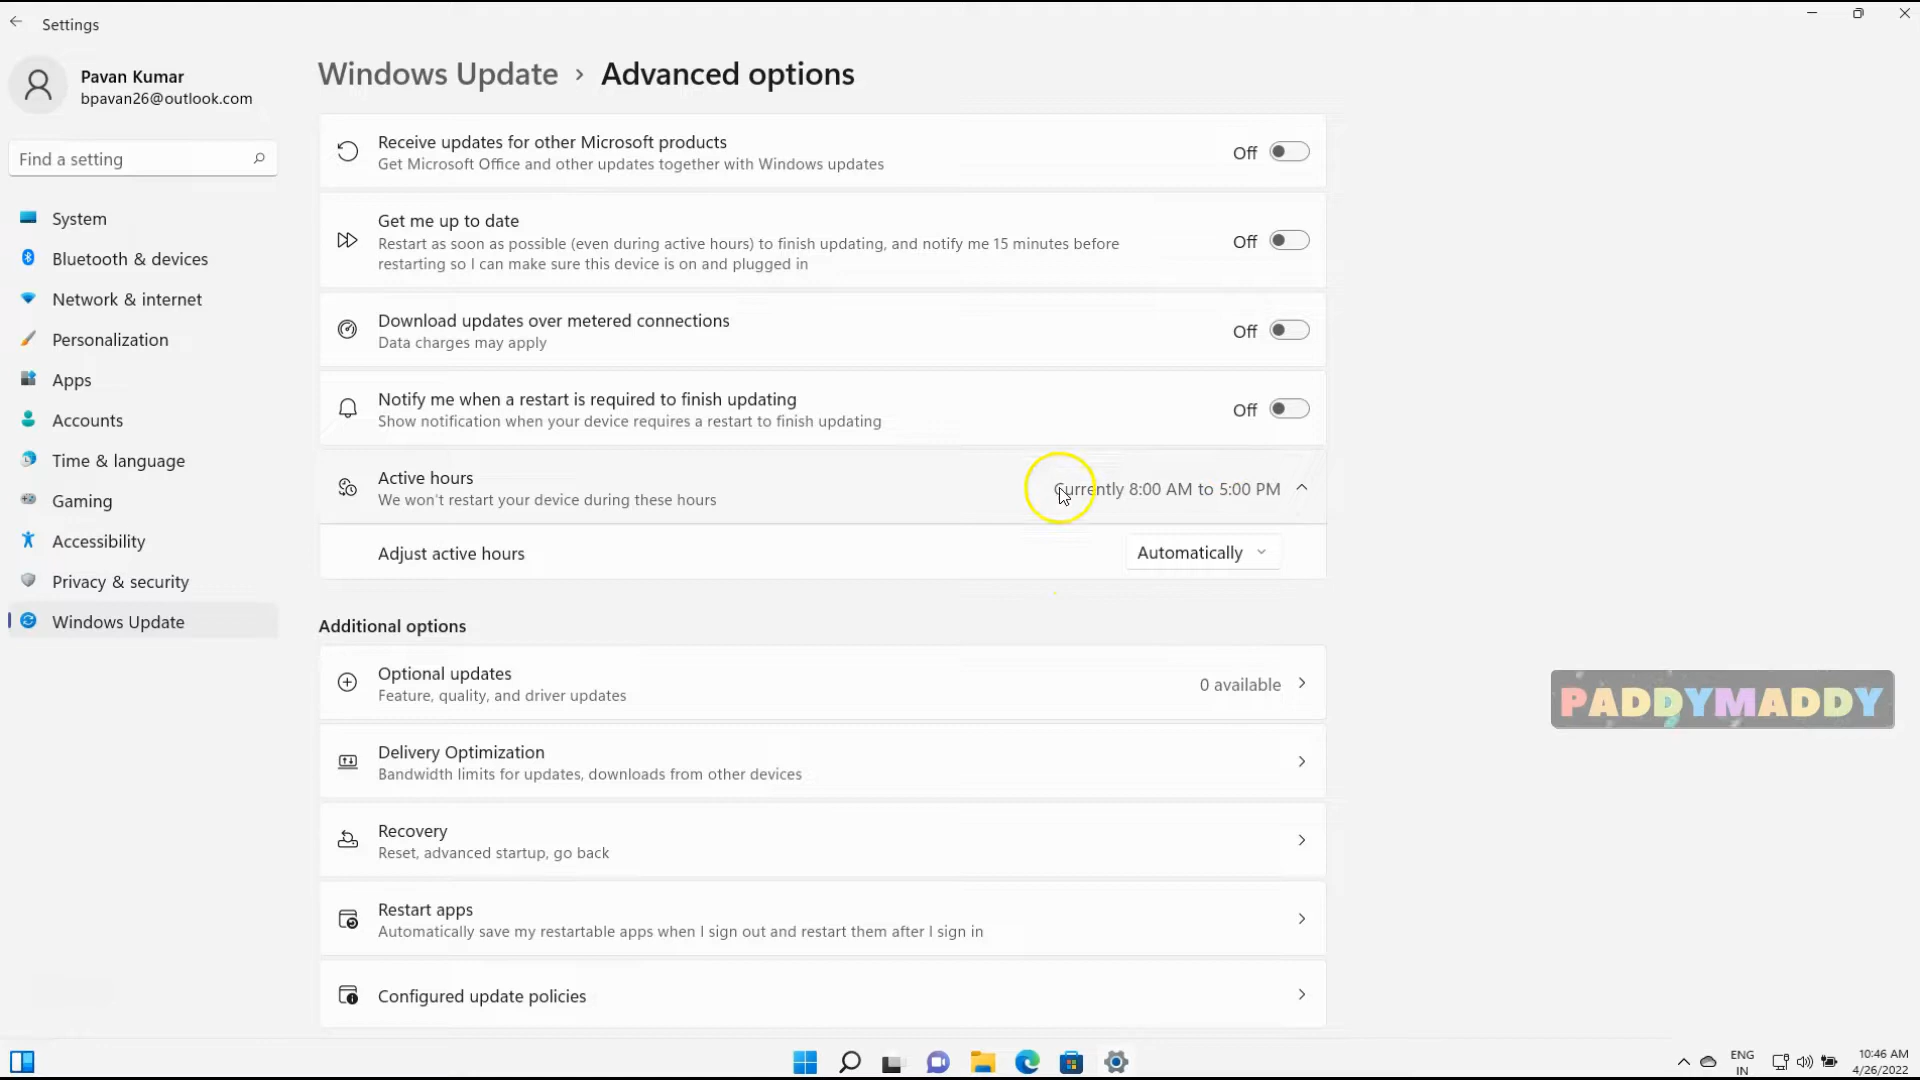 Settings
Pavan Kumar
bpavan26@outlook.com
Find a setting
System
Bluetooth & devices
Network & internet
Personalization
Apps
Accounts
Time & language
Gaming
Accessibility
Privacy & security
Windows Update
Windows Update › Advanced options
Receive updates for other Microsoft products
Get Microsoft Office and other updates together with Windows updates
Off
Get me up to date
Restart as soon as possible (even during active hours) to finish updating, and notify me 15 minutes before
restarting so I can make sure this device is on and plugged in
Off
Download updates over metered connections
Data charges may apply
Off
Notify me when a restart is required to finish updating
Show notification when your device requires a restart to finish updating
Off
Active hours
We won't restart your device during these hours
Currently 8:00 AM to 5:00 PM
Adjust active hours
Automatically
Additional options
Optional updates
Feature, quality, and driver updates
0 available
Delivery Optimization
Bandwidth limits for updates, downloads from other devices
Recovery
Reset, advanced startup, go back
Restart apps
Automatically save my restartable apps when I sign out and restart them after I sign in
Configured update policies
PADDYMADDY
ENG
IN
10:46 AM
4/26/2022